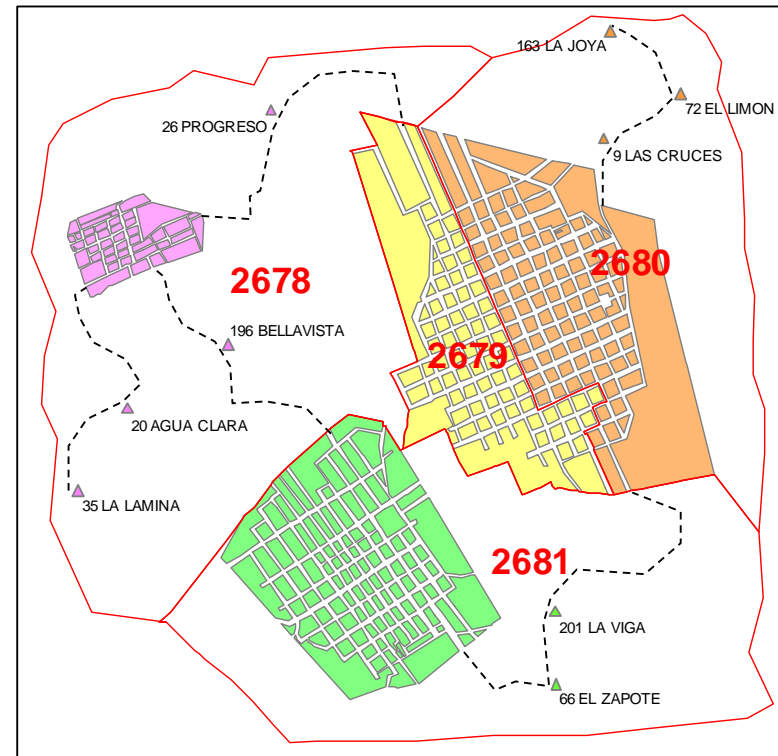 163 LA JOYA
72 EL LIMON
26 PROGRESO
9 LAS CRUCES
2680
2678
196 BELLAVISTA
2679
20 AGUA CLARA
35 LA LAMINA
2681
201 LA VIGA
66 EL ZAPOTE